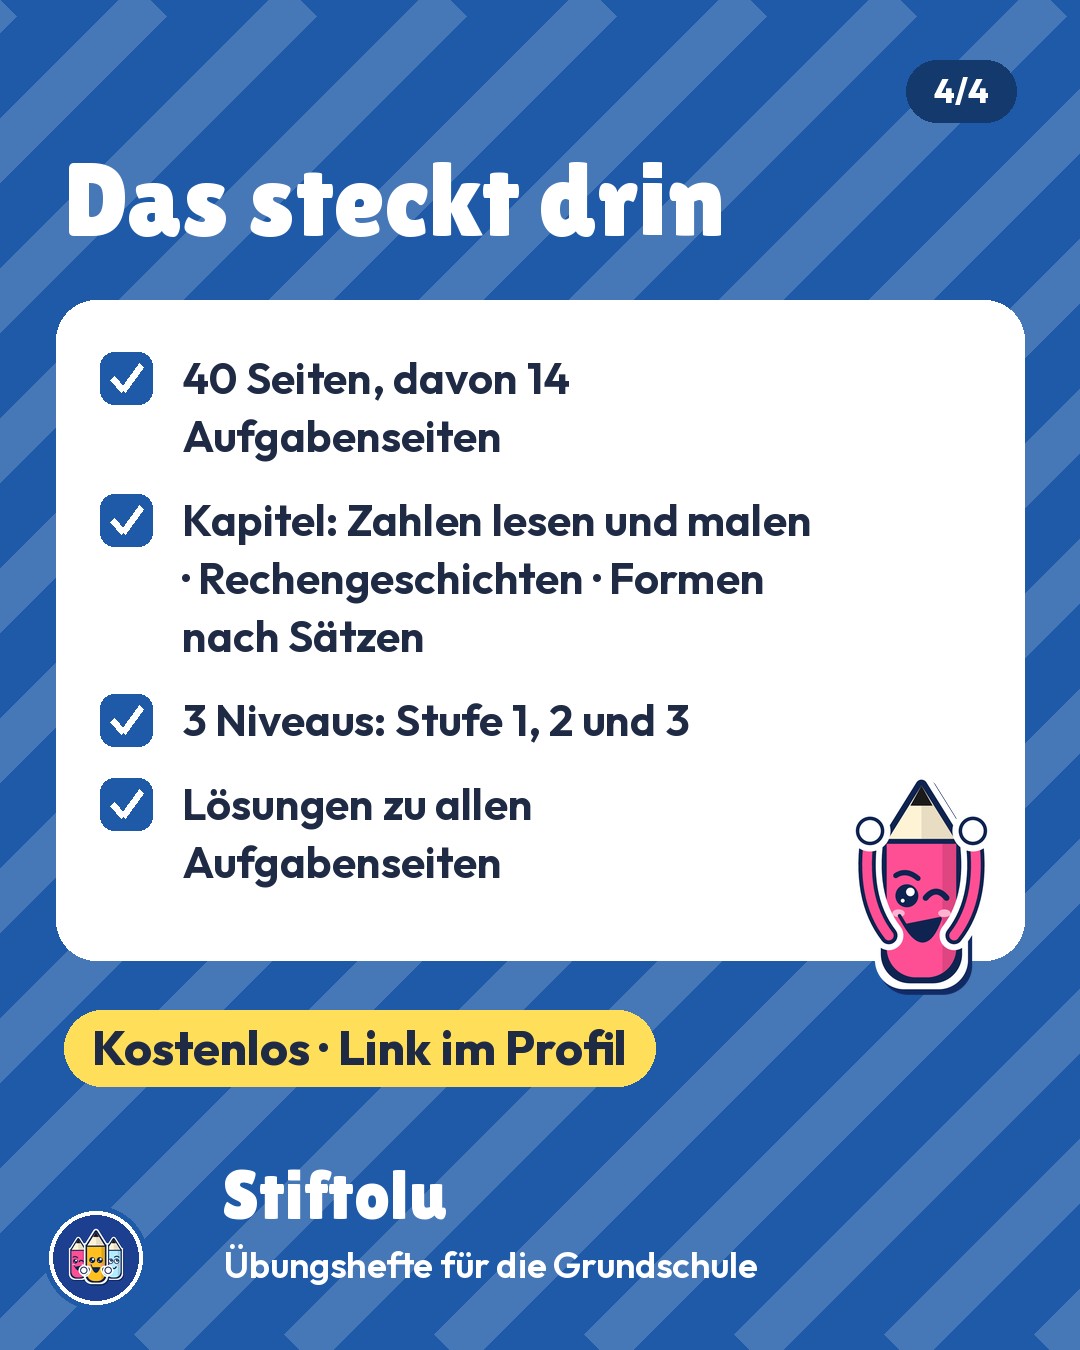 4/4
Das steckt drin
40 Seiten, davon 14
Aufgabenseiten
Kapitel: Zahlen lesen und malen
· Rechengeschichten · Formen
nach Sätzen
3 Niveaus: Stufe 1, 2 und 3
Lösungen zu allen
Aufgabenseiten
Kostenlos · Link im Profil
Stiftolu
Übungshefte für die Grundschule